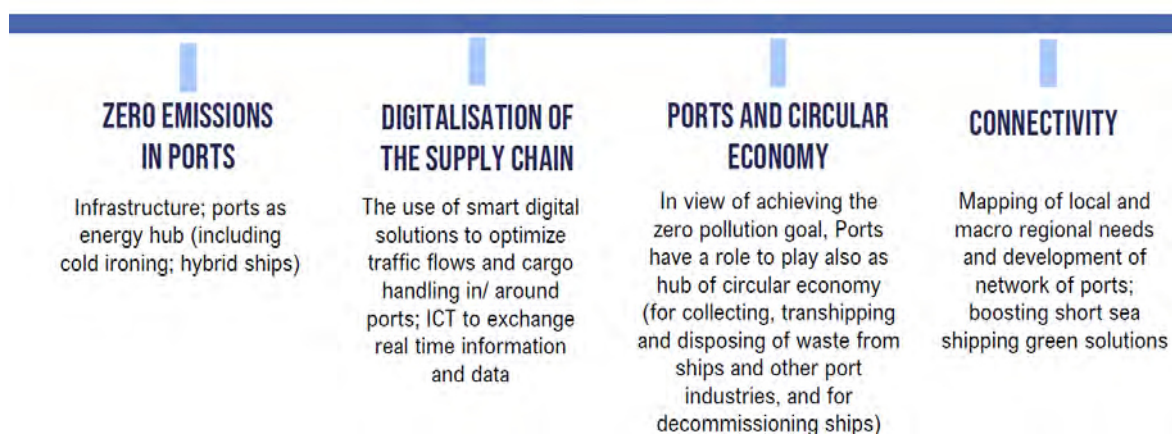 ZERO EMISSIONS
IN PORTS
Infrastructure; ports as
energy hub (including
cold ironing; hybrid ships)
DIGITALISATION OF
THE SUPPLY CHAIN
The use of smart digital
solutions to optimize
traffic flows and cargo
handling in/ around
ports; ICT to exchange
real time information
and data
PORTS AND CIRCULAR
ECONOMY
In view of achieving the
zero pollution goal, Ports
have a role to play also as
hub of circular economy
(for collecting, transhipping
and disposing of waste from
ships and other port
industries, and for
decommissioning ships)
CONNECTIVITY
Mapping of local and
macro regional needs
and development of
network of ports;
boosting short sea
shipping green solutions